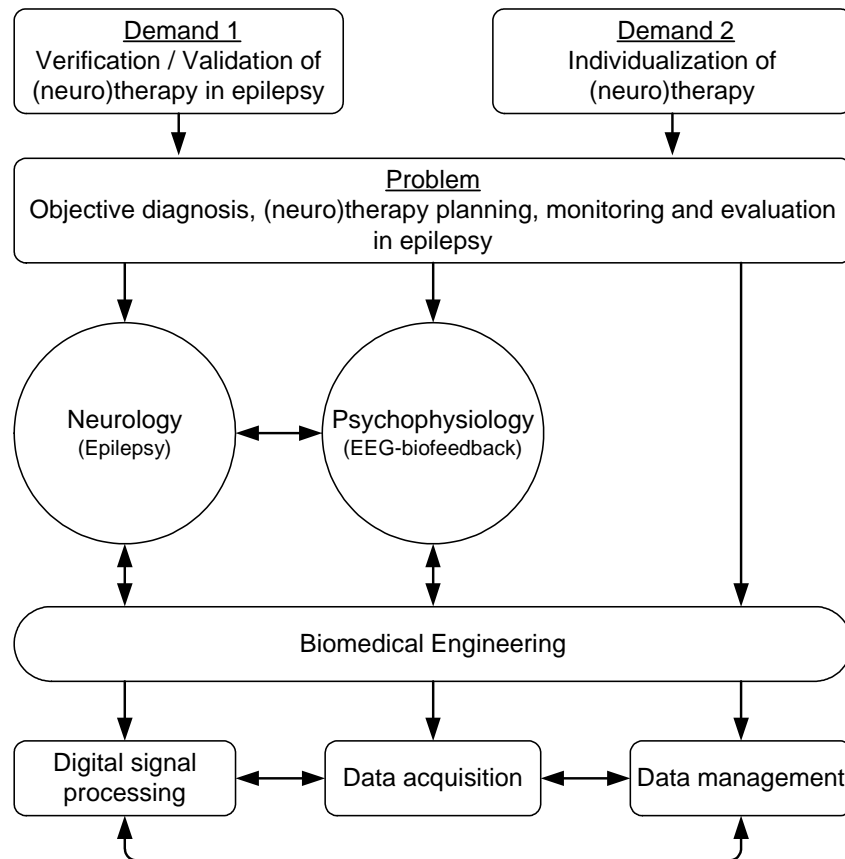 Demand 1
Verification / Validation of
(neuro)therapy in epilepsy
Demand 2
Individualization of
(neuro)therapy
Problem
Objective diagnosis, (neuro)therapy planning, monitoring and evaluation
in epilepsy
Neurology
(Epilepsy)
Psychophysiology
(EEG-biofeedback)
Biomedical Engineering
Digital signal
processing
Data acquisition
Data management